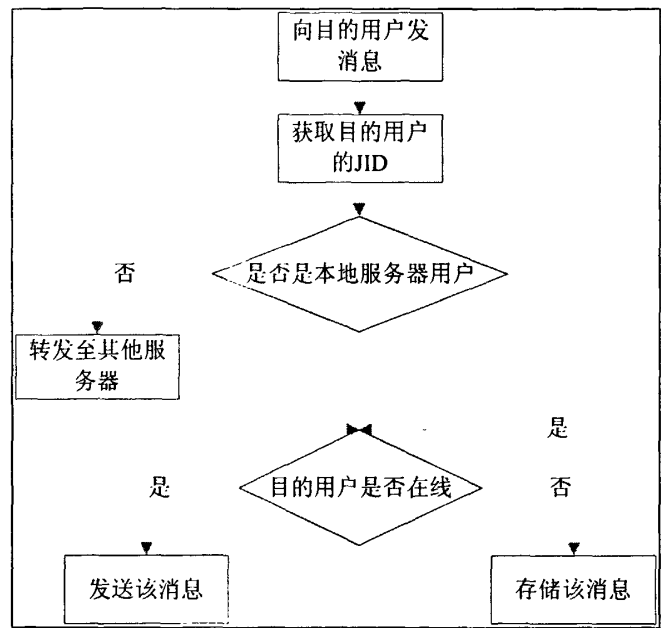 向目的用户发
消息
获取目的用户
的JID
是否是本地服务器用户
否
转发至其他服
务器
是
目的用户是否在线
是
否
发送该消息
存储该消息